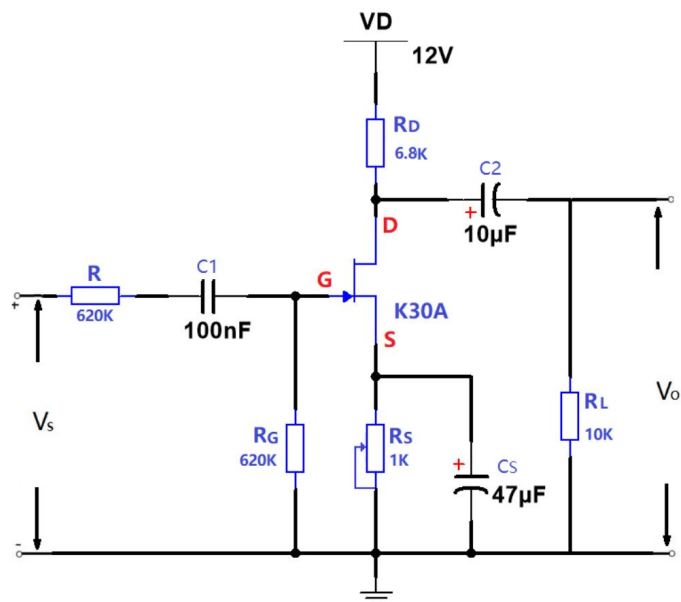 VD
12V
RD
6.8K
C2
+
10µF
D
R
620K
C1
100nF
G
K30A
S
+
Vs
RG
620K
RS
1K
+
CS
47µF
RL
10K
Vo
-